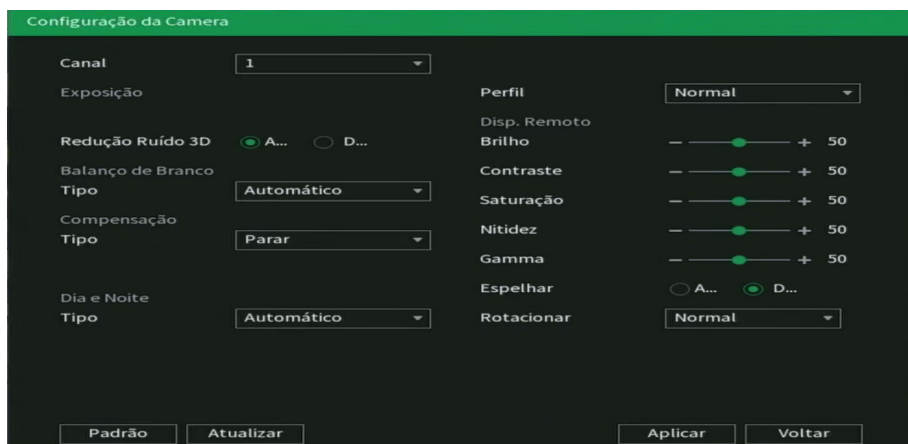 Configuração da Camera
Canal
1
Exposição
Redução Ruído 3D
A...
D...
Balanço de Branco
Tipo
Automático
Compensação
Tipo
Parar
Dia e Noite
Tipo
Automático
Perfil
Normal
Disp. Remoto
Brilho
50
Contraste
50
Saturação
50
Nitidez
50
Gamma
50
Espelhar
A...
D...
Rotacionar
Normal
Padrão
Atualizar
Aplicar
Voltar